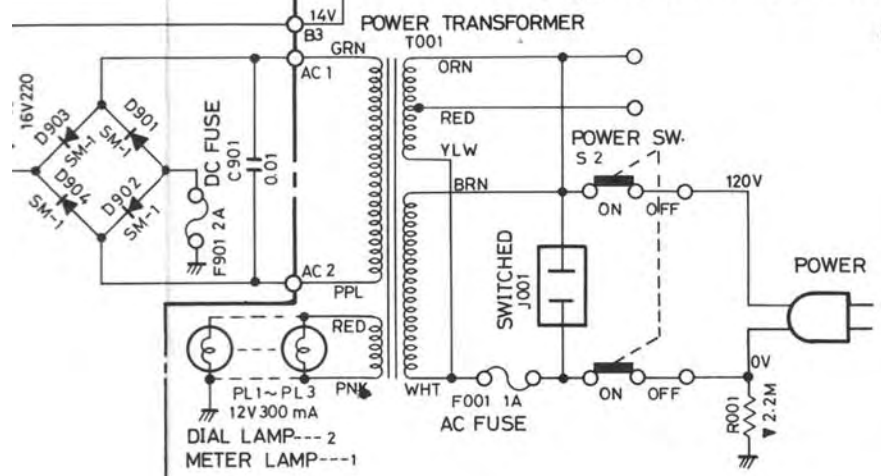 14V
B3
POWER TRANSFORMER
T001
GRN
ORN
AC 1
16V220
D903
SM-1
D901
SM-1
DC FUSE
C901
0.01
RED
YLW
POWER SW.
S 2
D904
SM-1
D902
SM-1
BRN
120V
ON
OFF
F901 2A
SWITCHED
J001
POWER
AC 2
PPL
RED
PNK
WHT
F001 1A
AC FUSE
ON
OFF
0V
R001
2.2M
PL1~PL3
12V 300mA
DIAL LAMP---2
METER LAMP---1